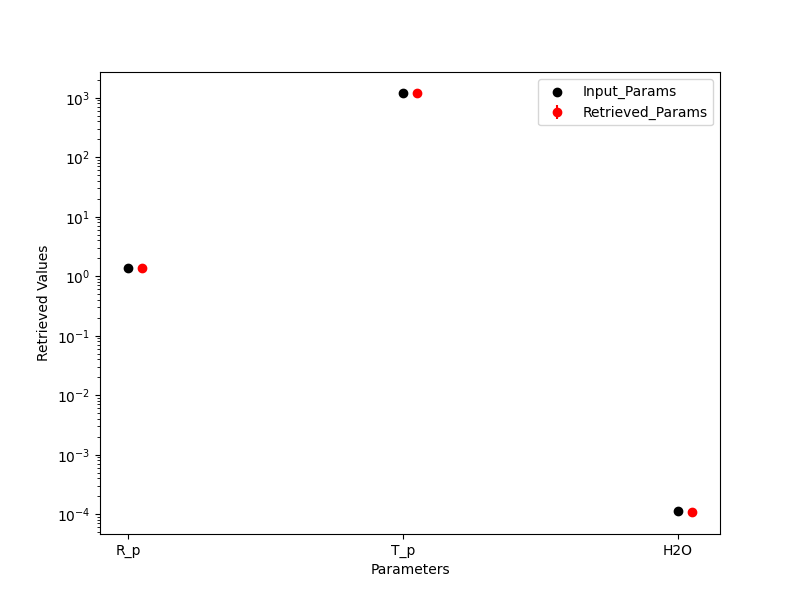 Input_Params
Retrieved_Params
Retrieved Values
10³
10²
10¹
10⁰
10⁻¹
10⁻²
10⁻³
10⁻⁴
R_p T_p H2O
Parameters